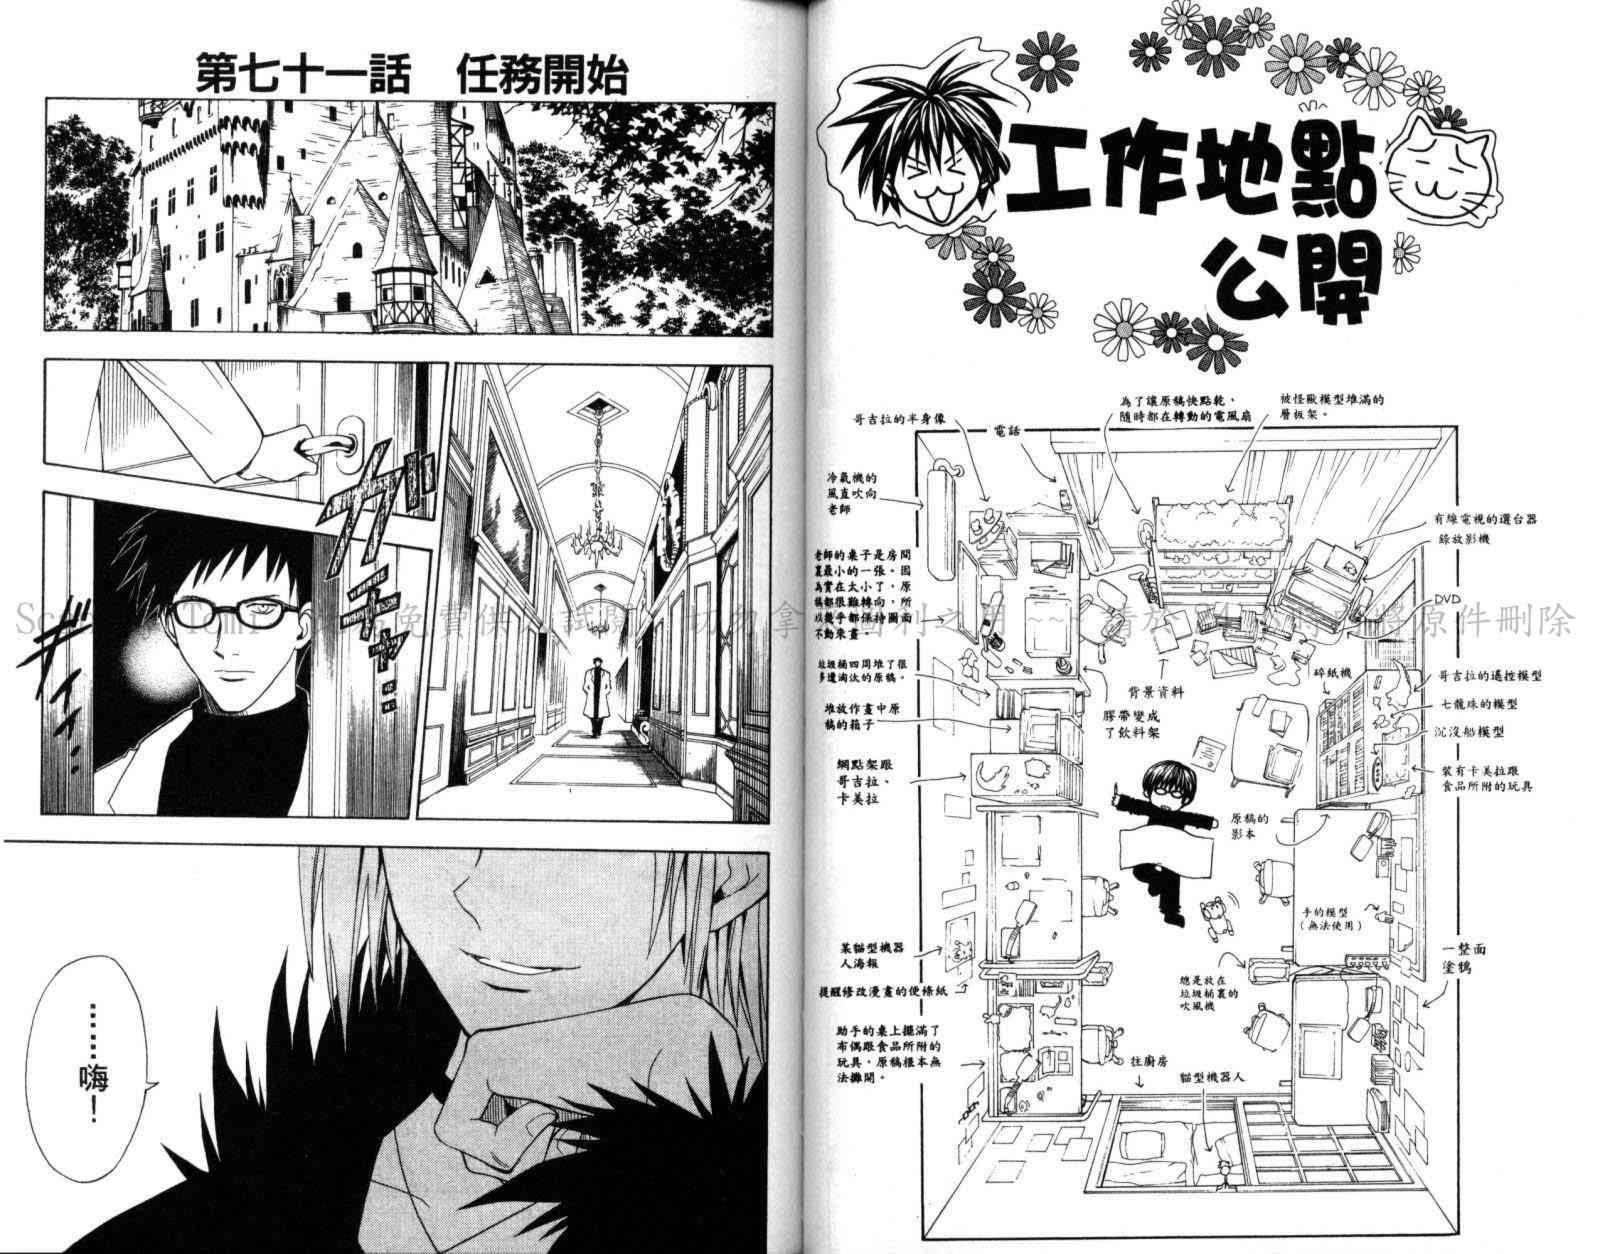 工作地點
公開
為了讓原稿快點乾，
隨時都在轉動的電風扇
被怪獸模型堆滿的
層板架。
哥吉拉的半身像
電話
冷氣機的
風直吹向
老師
有線電視的選台器
錄放影機
DVD
老師的桌子是房間
裏最小的一張。因
為實在太小了，原
稿都很難轉向，所
以幾乎都保持圖面
不動來畫。
垃圾桶四周堆了很
多遭淘汰的原稿。
堆放作畫中原
稿的箱子
網點架跟
哥吉拉、
卡美拉
背景資料
膠帶變成
了飲料架
碎紙機
哥吉拉的遙控模型
七龍珠的模型
沉沒船模型
裝有卡美拉跟
食品所附的玩具
原稿的
影本
手的模型
（無法使用）
某貓型機器
人海報
提醒修改漫畫的便條紙
助手的桌上擺滿了
布偶跟食品所附的
玩具，原稿根本無
法攤開。
總是放在
垃圾桶裏的
吹風機
一整面
塗鴉
往廚房
貓型機器人
第七十一話 任務開始
ガチャ
ギィィ…
……嗨！